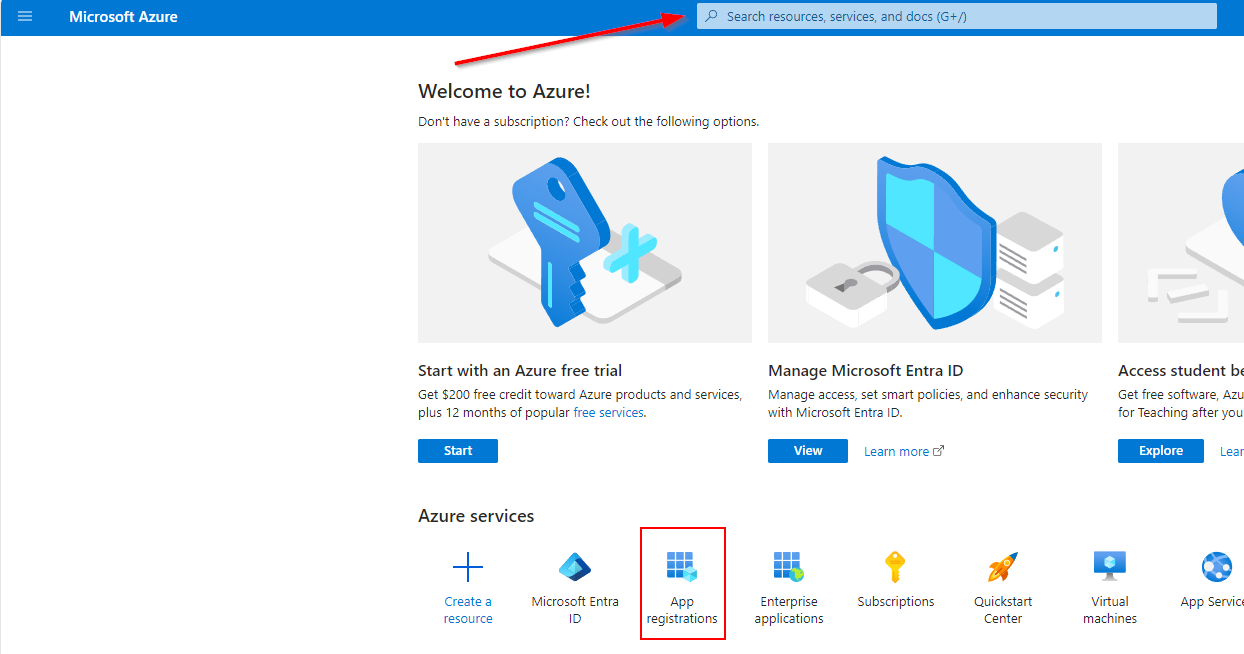 Microsoft Azure
Search resources, services, and docs (G+/)
Welcome to Azure!
Don't have a subscription? Check out the following options.
Start with an Azure free trial
Get $200 free credit toward Azure products and services,
plus 12 months of popular free services.
Start
Manage Microsoft Entra ID
Manage access, set smart policies, and enhance security
with Microsoft Entra ID.
View
Learn more
Access student be
Get free software, Azu
for Teaching after you
Explore
Lear
Azure services
Create a
resource
Microsoft Entra
ID
App
registrations
Enterprise
applications
Subscriptions
Quickstart
Center
Virtual
machines
App Service